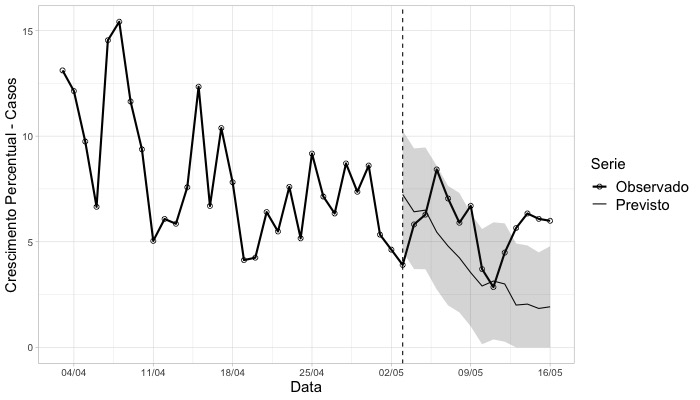 Crescimento Percentual - Casos
15
10
5
0
04/04 11/04 18/04 25/04 02/05 09/05 16/05
Data
Serie
Observado
Previsto